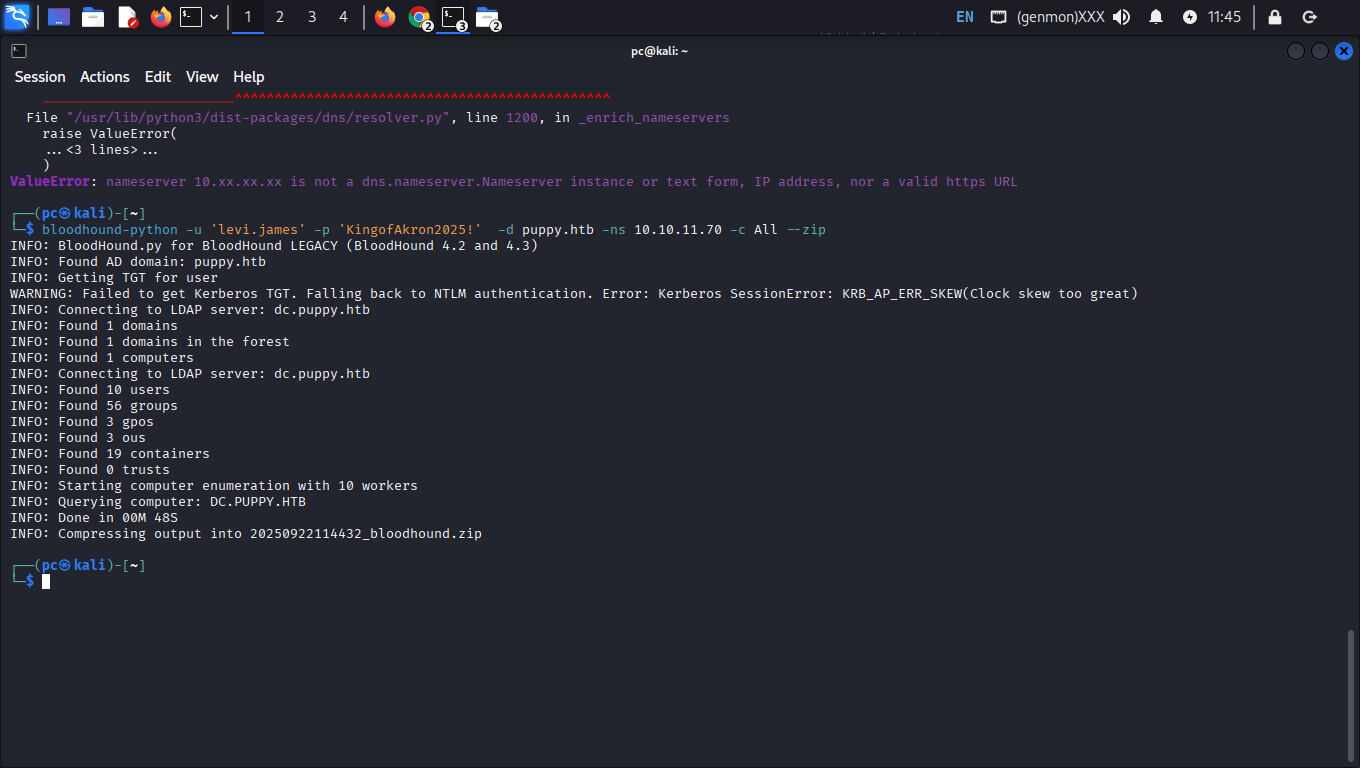 1 2 3 4 2 3 2 EN (genmon)XXX 11:45
pc@kali: ~
Session Actions Edit View Help
~~~~~~~~~~~~~~~~~~~~~~~~^^^^^^^^^^^^^^^^^^^^^^^^^^^^^^^^^^^^^^^^^^^^^^^
File "/usr/lib/python3/dist-packages/dns/resolver.py", line 1200, in _enrich_nameservers
raise ValueError(
...<3 lines>...
)
ValueError: nameserver 10.xx.xx.xx is not a dns.nameserver.Nameserver instance or text form, IP address, nor a valid https URL
┌──(pc㉿kali)-[~]
└─$ bloodhound-python -u 'levi.james' -p 'KingofAkron2025!'  -d puppy.htb -ns 10.10.11.70 -c All --zip
INFO: BloodHound.py for BloodHound LEGACY (BloodHound 4.2 and 4.3)
INFO: Found AD domain: puppy.htb
INFO: Getting TGT for user
WARNING: Failed to get Kerberos TGT. Falling back to NTLM authentication. Error: Kerberos SessionError: KRB_AP_ERR_SKEW(Clock skew too great)
INFO: Connecting to LDAP server: dc.puppy.htb
INFO: Found 1 domains
INFO: Found 1 domains in the forest
INFO: Found 1 computers
INFO: Connecting to LDAP server: dc.puppy.htb
INFO: Found 10 users
INFO: Found 56 groups
INFO: Found 3 gpos
INFO: Found 3 ous
INFO: Found 19 containers
INFO: Found 0 trusts
INFO: Starting computer enumeration with 10 workers
INFO: Querying computer: DC.PUPPY.HTB
INFO: Done in 00M 48S
INFO: Compressing output into 20250922114432_bloodhound.zip
┌──(pc㉿kali)-[~]
└─$